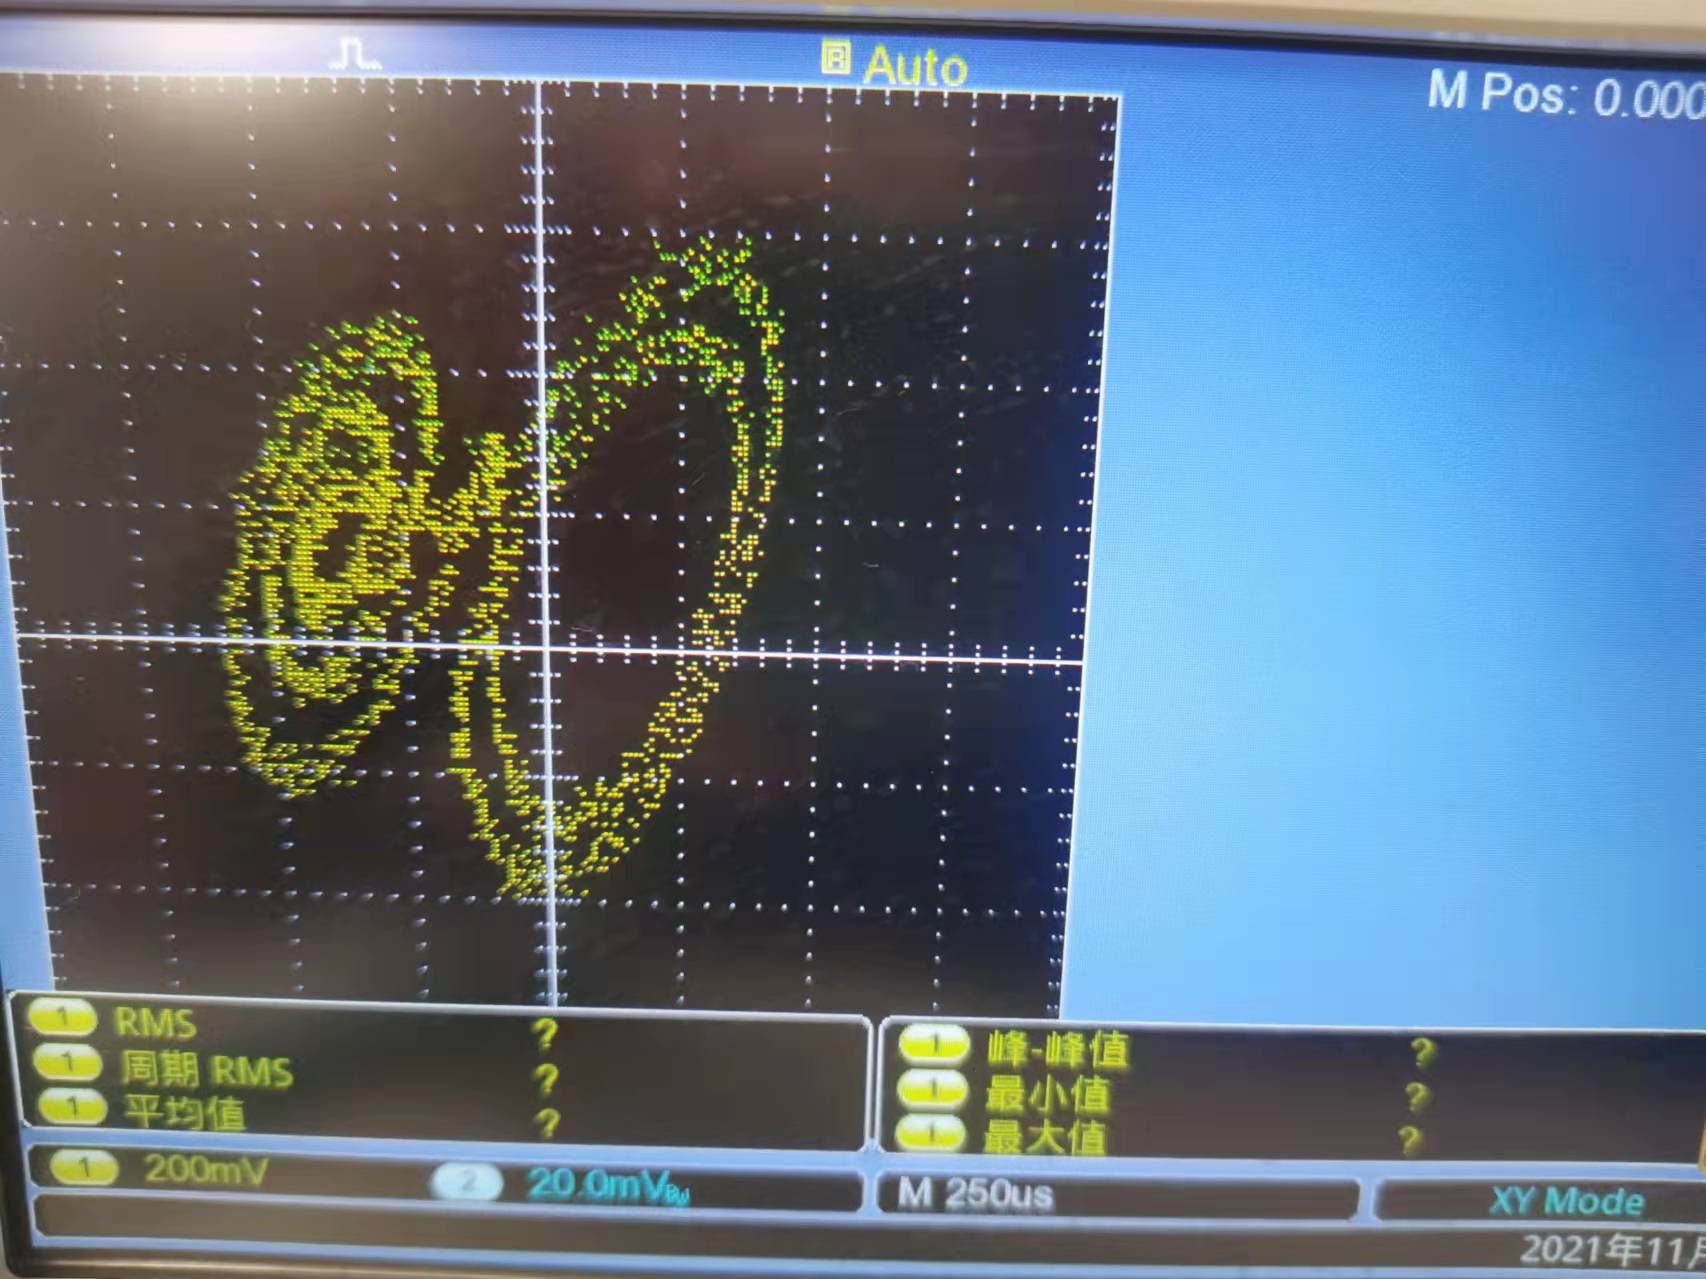 R Auto
M Pos: 0.000
1 RMS ?
1 周期 RMS ?
1 平均值 ?
1 峰-峰值 ?
1 最小值 ?
1 最大值 ?
1 200mV 2 20.0mVBW M 250us XY Mode
2021年11月